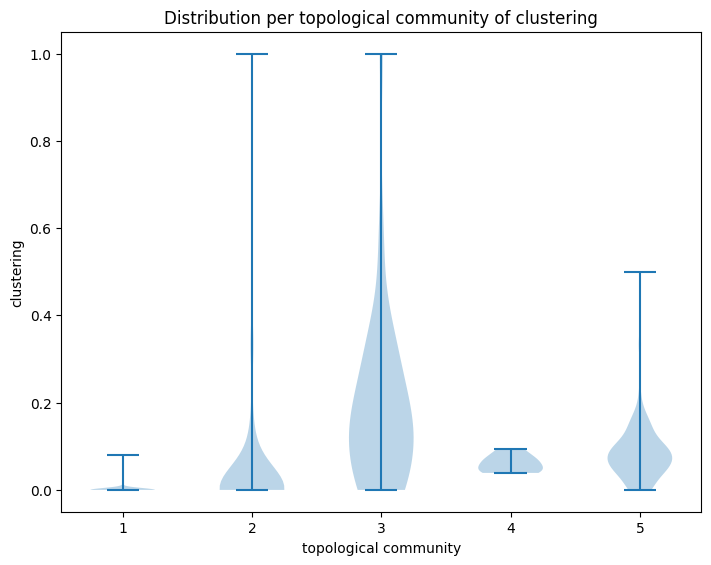 Distribution per topological community of clustering
1.0
0.8
0.6
0.4
0.2
0.0
clustering
1 2 3 4 5
topological community